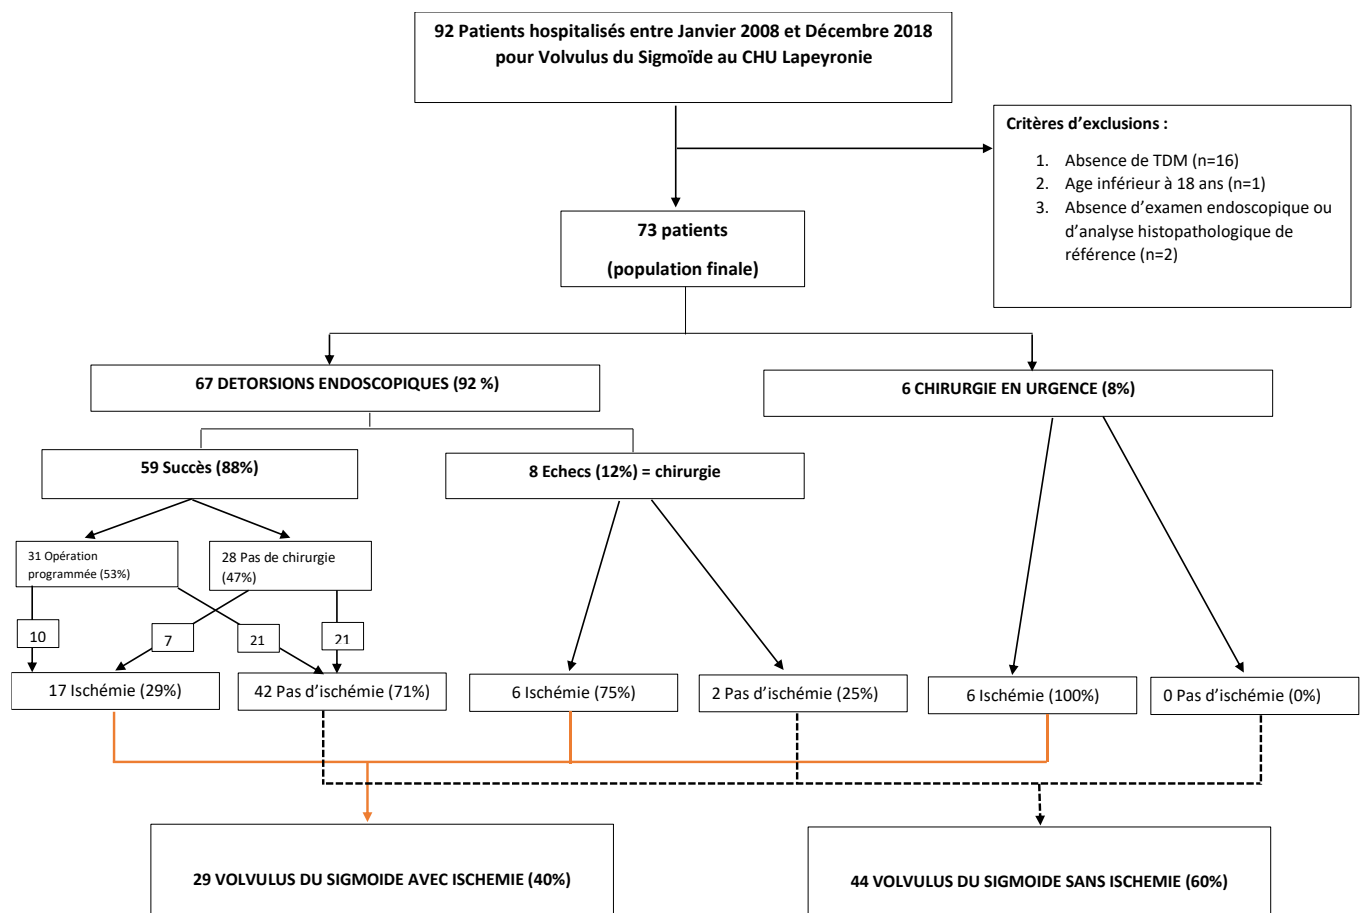 92 Patients hospitalisés entre Janvier 2008 et Décembre 2018
pour Volvulus du Sigmoïde au CHU Lapeyronie
Critères d’exclusions :
1. Absence de TDM (n=16)
2. Age inférieur à 18 ans (n=1)
3. Absence d’examen endoscopique ou
d’analyse histopathologique de
référence (n=2)
73 patients
(population finale)
67 DETORSIONS ENDOSCOPIQUES (92 %)
6 CHIRURGIE EN URGENCE (8%)
59 Succès (88%)
8 Echecs (12%) = chirurgie
31 Opération
programmée (53%)
28 Pas de chirurgie
(47%)
10
7
21
21
17 Ischémie (29%)
42 Pas d’ischémie (71%)
6 Ischémie (75%)
2 Pas d’ischémie (25%)
6 Ischémie (100%)
0 Pas d’ischémie (0%)
29 VOLVULUS DU SIGMOIDE AVEC ISCHEMIE (40%)
44 VOLVULUS DU SIGMOIDE SANS ISCHEMIE (60%)